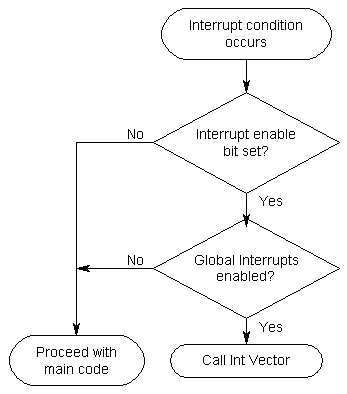 Interrupt condition
occurs
No
Interrupt enable
bit set?
Yes
No
Global Interrupts
enabled?
Yes
Proceed with
main code
Call Int Vector